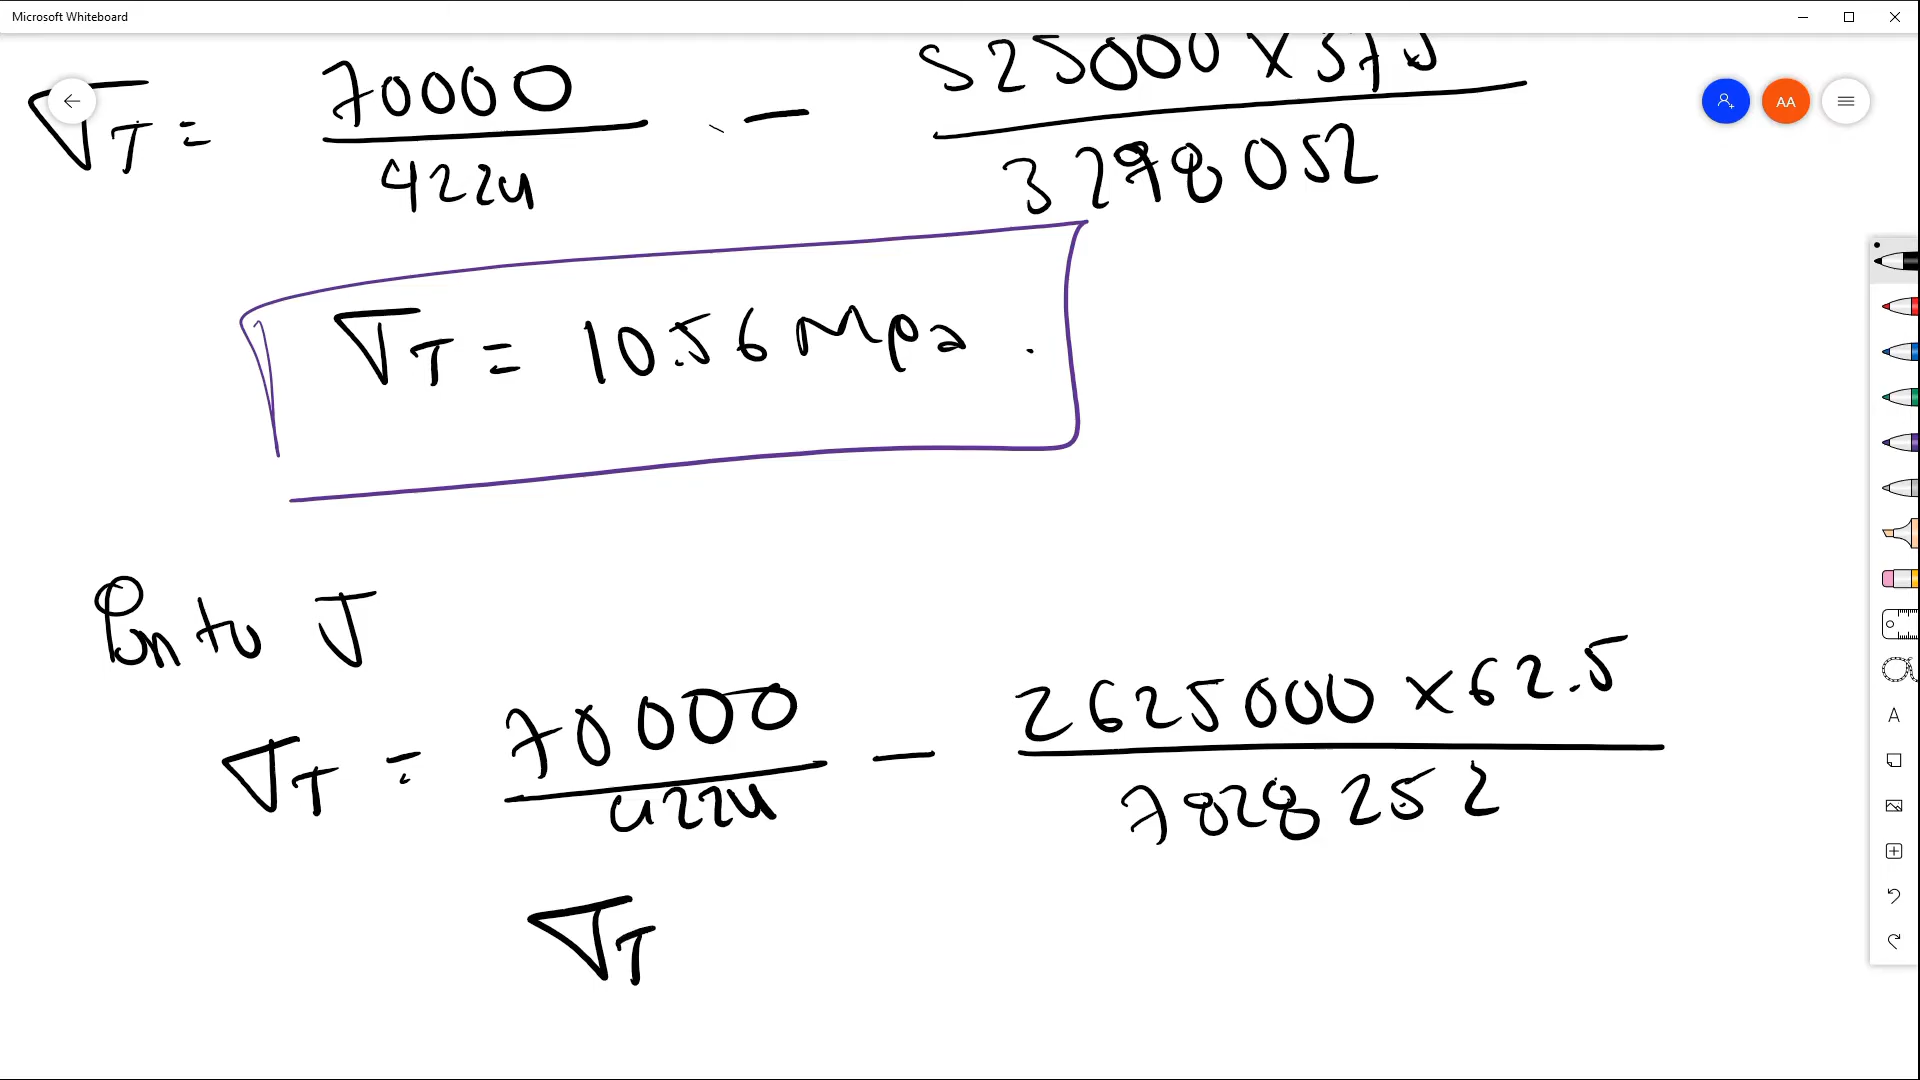 Microsoft Whiteboard
σT = 70000 / 4224 - 525000 x 37.5 / 3298052
AA
σT = 10.56 Mpa.
Ponto J
σT = 70000 / 4224 - 2625000 x 62.5 / 7828252
σT
A